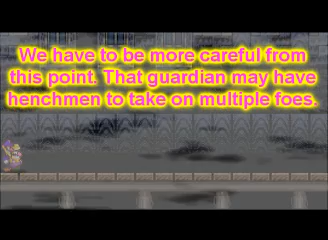 We have to be more careful from
this point. That guardian may have
henchmen to take on multiple foes.